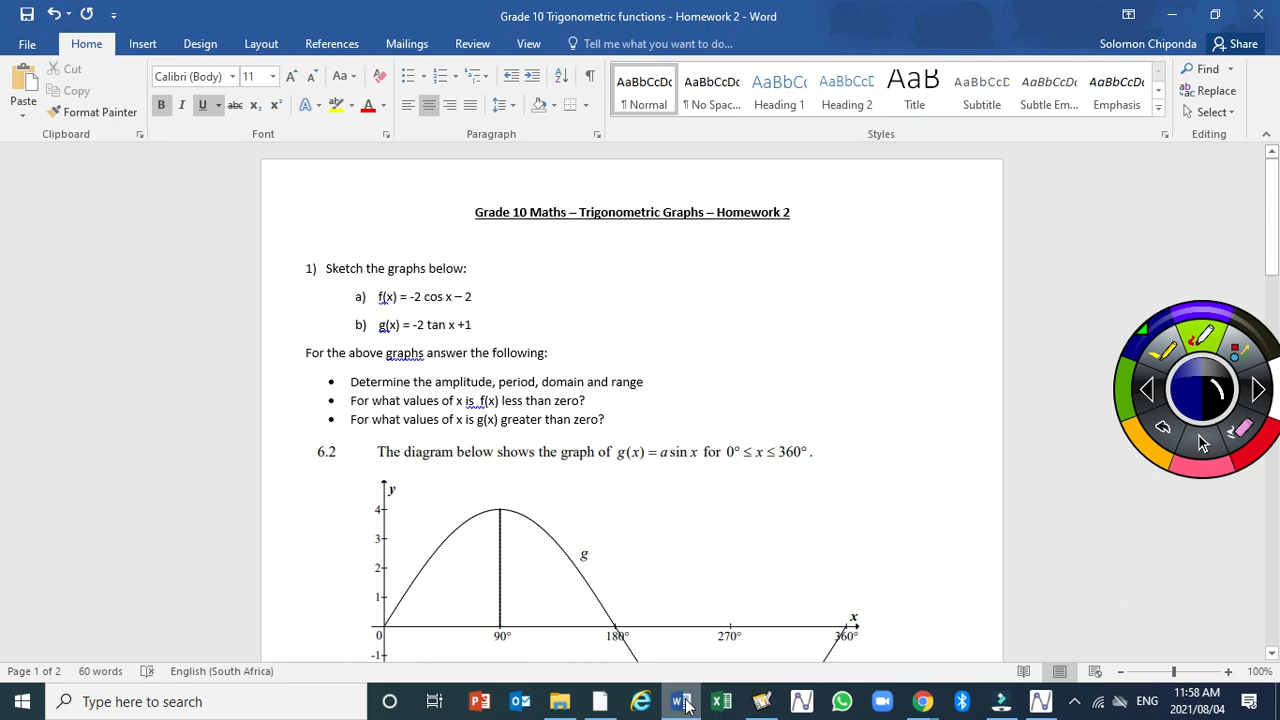 Grade 10 Trigonometric functions - Homework 2 - Word
File Home Insert Design Layout References Mailings Review View Tell me what you want to do... Solomon Chiponda Share
Paste Cut Copy Format Painter
Clipboard
Calibri (Body) 11 Aa
B I U abc x₂ x² A A
Font
Paragraph
AaBbCcDc AaBbCcDc AaBbCc AaBbCcD AaB AaBbCcD AaBbCcDc AaBbCcDc
¶ Normal ¶ No Spac... Heading 1 Heading 2 Title Subtitle Subtle Em... Emphasis
Styles
Find Replace Select
Editing
Grade 10 Maths – Trigonometric Graphs – Homework 2
1) Sketch the graphs below:
a) f(x) = -2 cos x – 2
b) g(x) = -2 tan x +1
For the above graphs answer the following:
• Determine the amplitude, period, domain and range
• For what values of x is f(x) less than zero?
• For what values of x is g(x) greater than zero?
6.2 The diagram below shows the graph of g(x) = a sin x for 0° ≤ x ≤ 360°.
y
4
3
g
2
1
x
0 90° 180° 270° 360°
-1
Page 1 of 2 60 words English (South Africa) 100%
Type here to search
ENG 11:58 AM
2021/08/04